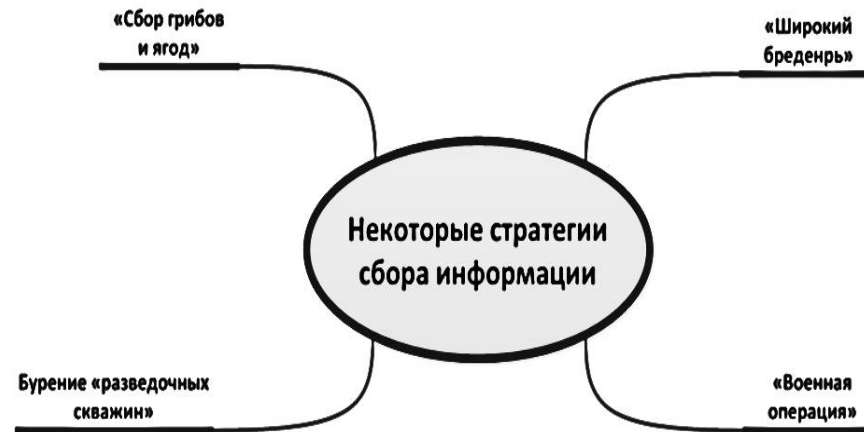 «Сбор грибов
и ягод»
«Широкий
бреденрь»
Некоторые стратегии
сбора информации
Бурение «разведочных
скважин»
«Военная
операция»